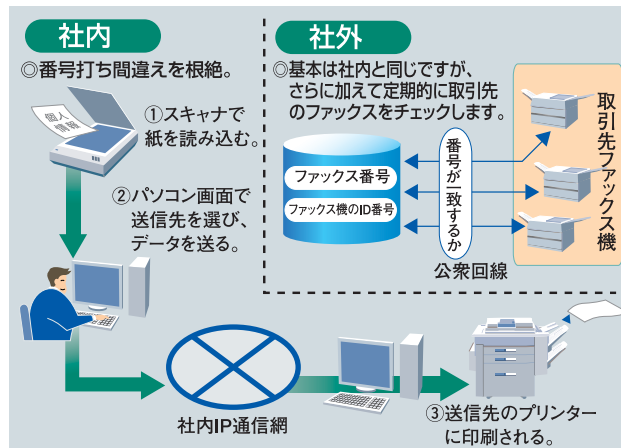 社内
◎番号打ち間違えを根絶。
個人
情報
①スキャナで
紙を読み込む。
②パソコン画面で
送信先を選び、
データを送る。
社内IP通信網
③送信先のプリンター
に印刷される。
社外
◎基本は社内と同じですが、
さらに加えて定期的に取引先
のファックスをチェックします。
ファックス番号
ファックス機のID番号
番号が一致するか
公衆回線
取引先ファックス機